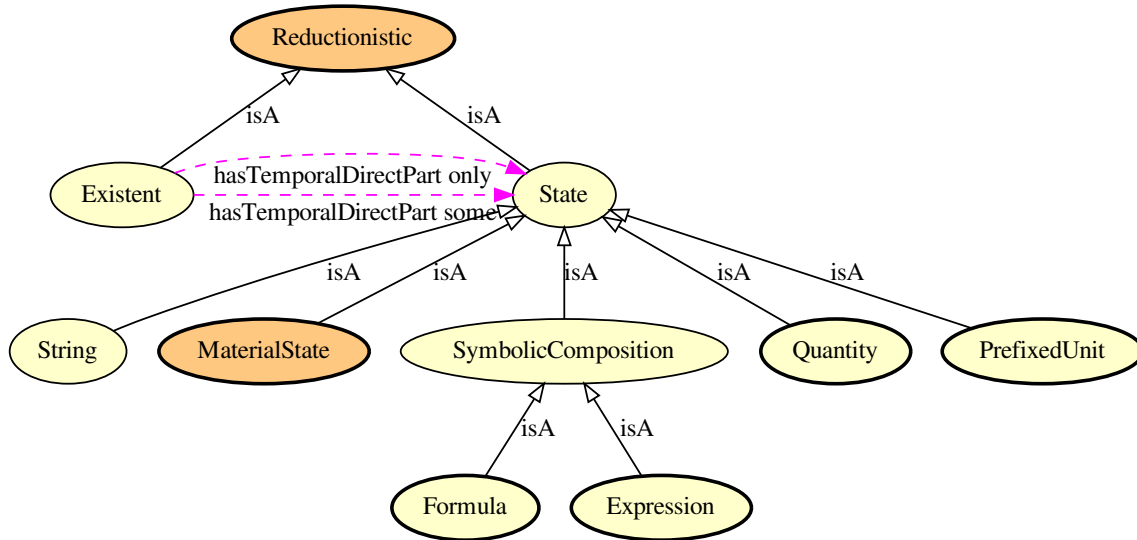 Reductionistic
isA
isA
hasTemporalDirectPart only
Existent
State
hasTemporalDirectPart some
isA
isA
isA
isA
isA
String
MaterialState
SymbolicComposition
Quantity
PrefixedUnit
isA
isA
Formula
Expression